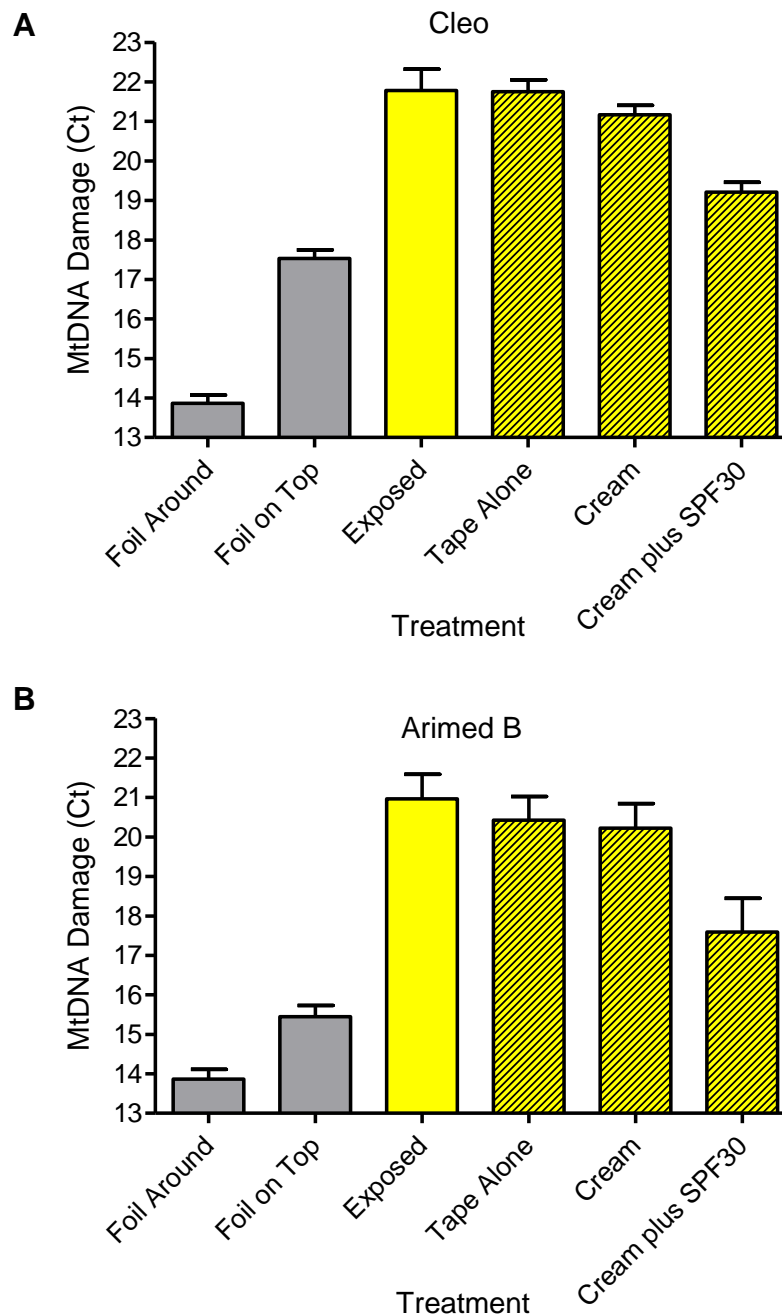 A
Cleo
MtDNA Damage (Ct)
23
22
21
20
19
18
17
16
15
14
13
Foil Around
Foil on Top
Exposed
Tape Alone
Cream
Cream plus SPF30
Treatment
B
Arimed B
MtDNA Damage (Ct)
23
22
21
20
19
18
17
16
15
14
13
Foil Around
Foil on Top
Exposed
Tape Alone
Cream
Cream plus SPF30
Treatment